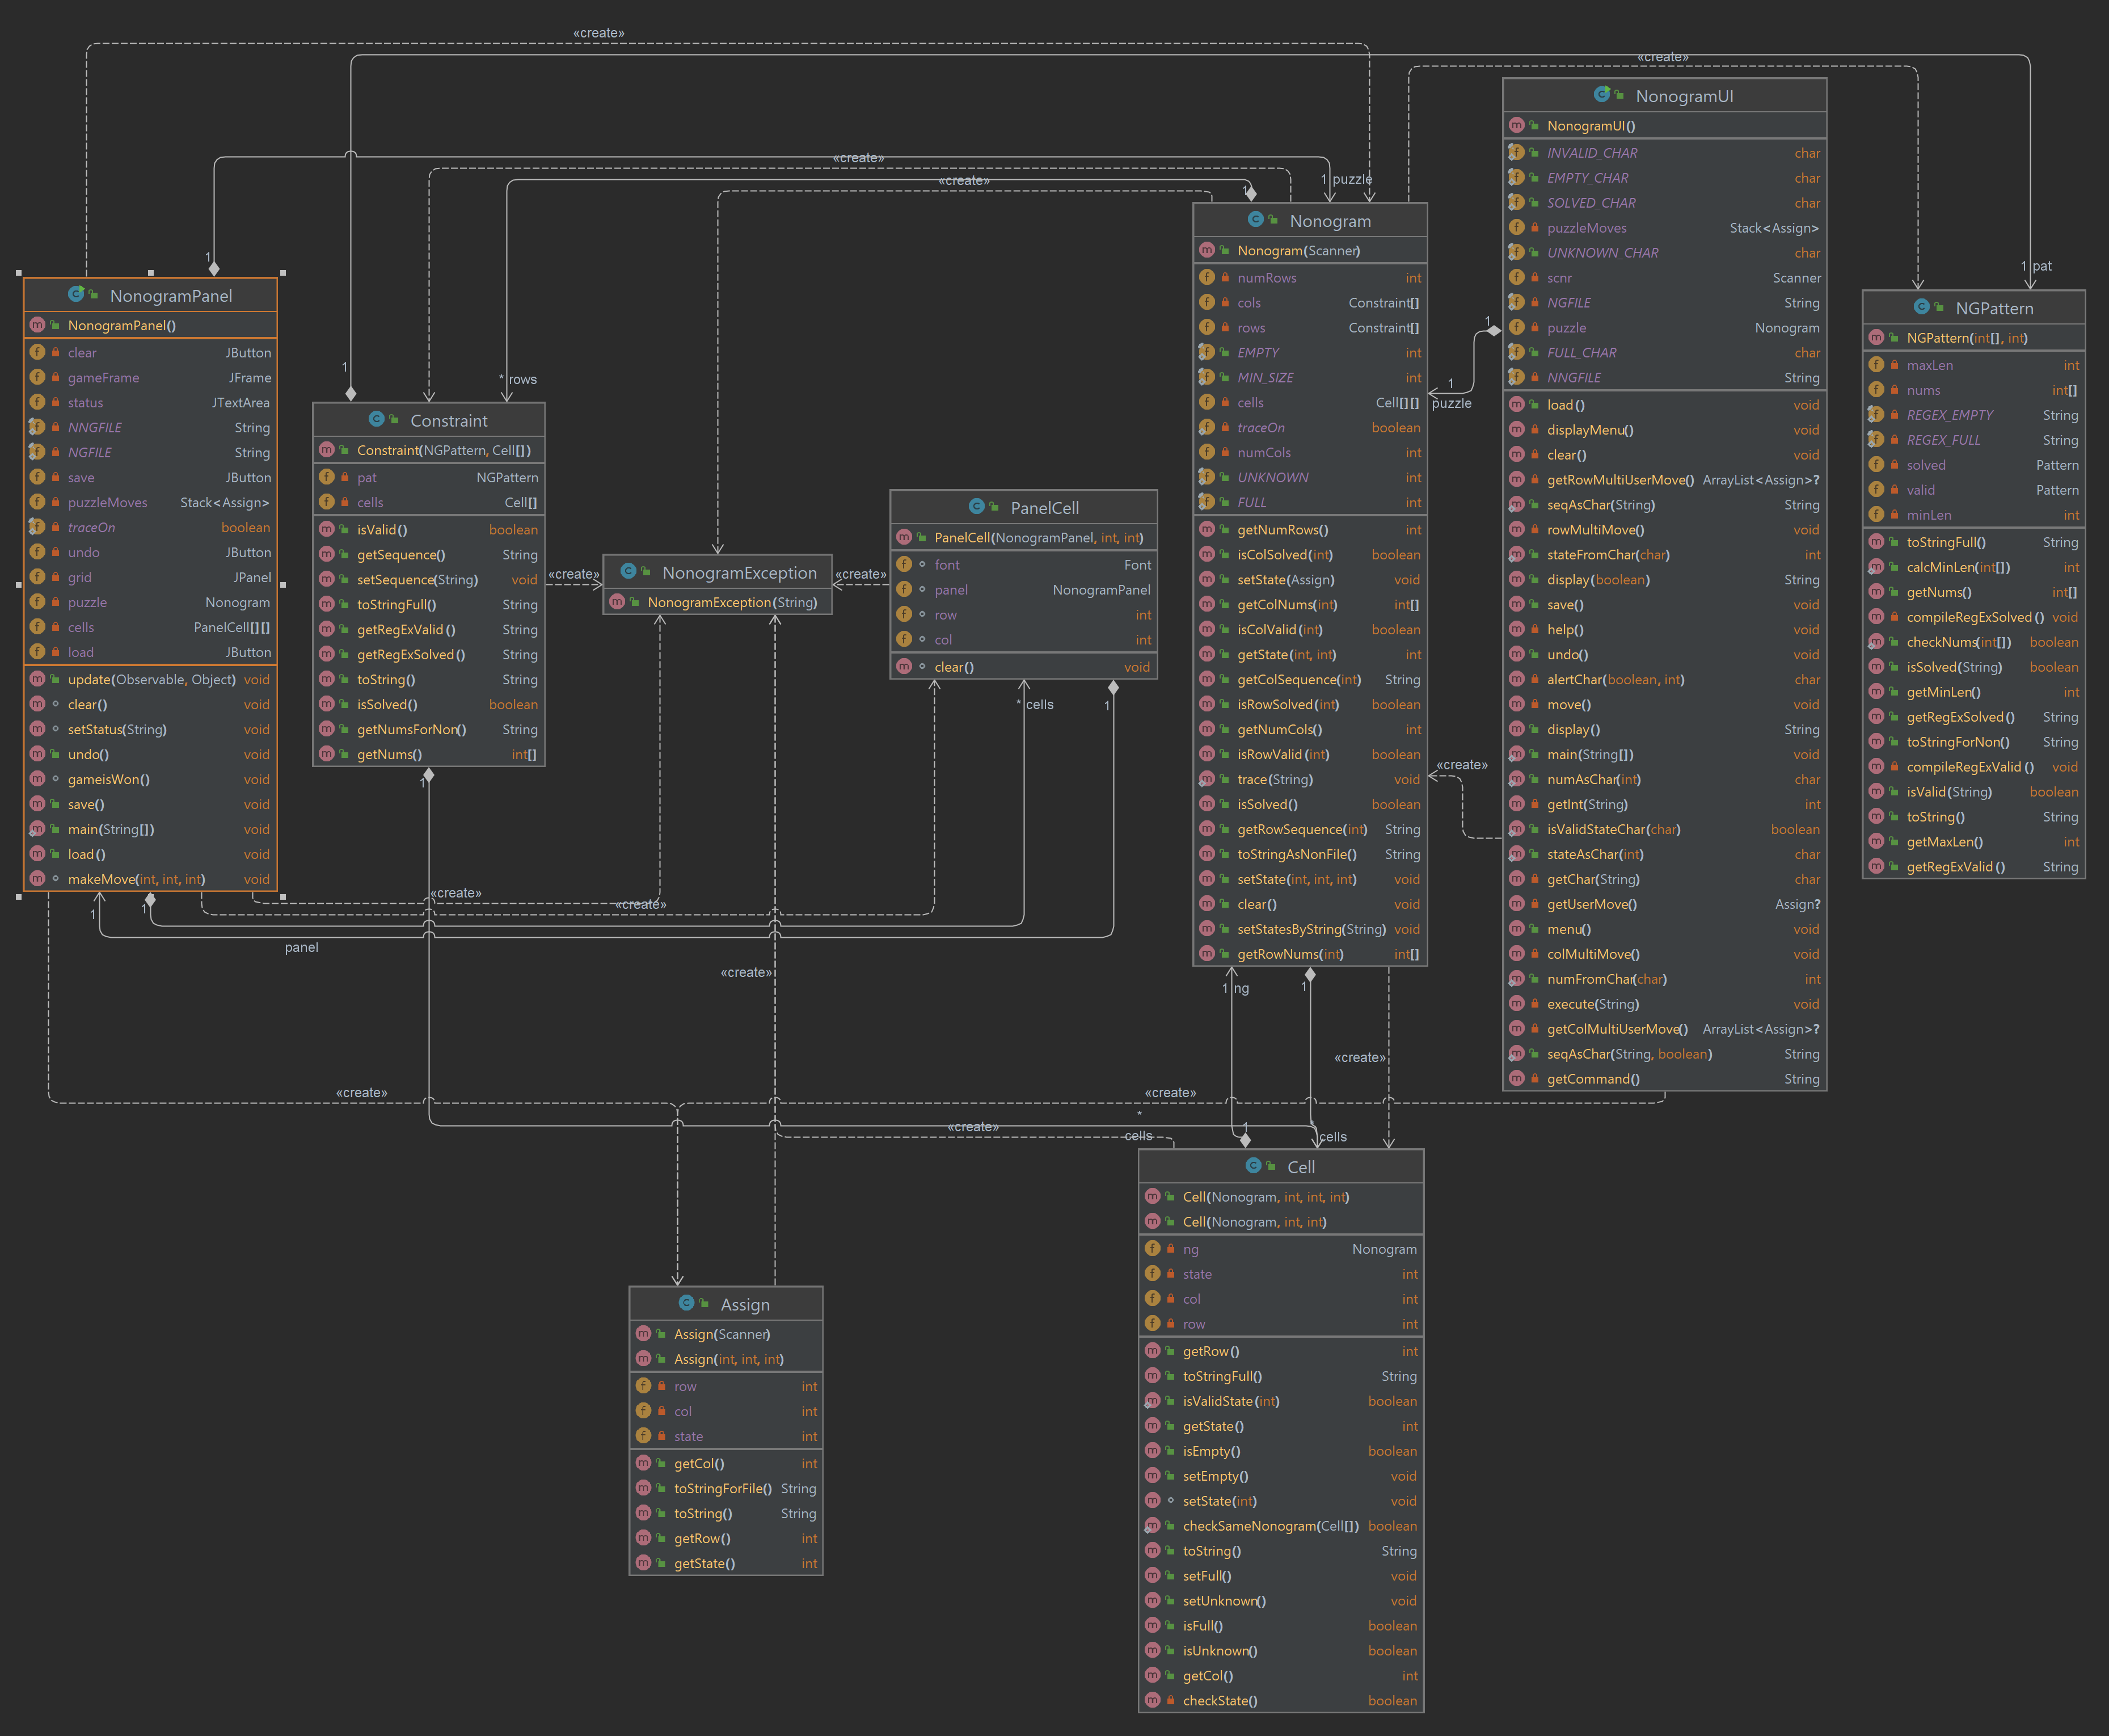 «create»
«create»
«create»
«create»
1 puzzle
1
1
1
* rows
1 pat
1
1
puzzle
NonogramPanel
NonogramPanel()
clear JButton
gameFrame JFrame
status JTextArea
NNGFILE String
NGFILE String
save JButton
puzzleMoves Stack<Assign>
traceOn boolean
undo JButton
grid JPanel
puzzle Nonogram
cells PanelCell[][]
load JButton
update(Observable, Object) void
clear() void
setStatus(String) void
undo() void
gameisWon() void
save() void
main(String[]) void
load() void
makeMove(int, int, int) void
Constraint
Constraint(NGPattern, Cell[])
pat NGPattern
cells Cell[]
isValid() boolean
getSequence() String
setSequence(String) void
toStringFull() String
getRegExValid() String
getRegExSolved() String
toString() String
isSolved() boolean
getNumsForNon() String
getNums() int[]
«create»
NonogramException
NonogramException(String)
«create»
PanelCell
PanelCell(NonogramPanel, int, int)
font Font
panel NonogramPanel
row int
col int
clear() void
* cells
1
Nonogram
Nonogram(Scanner)
numRows int
cols Constraint[]
rows Constraint[]
EMPTY int
MIN_SIZE int
cells Cell[][]
traceOn boolean
numCols int
UNKNOWN int
FULL int
getNumRows() int
isColSolved(int) boolean
setState(Assign) void
getColNums(int) int[]
isColValid(int) boolean
getState(int, int) int
getColSequence(int) String
isRowSolved(int) boolean
getNumCols() int
isRowValid(int) boolean
trace(String) void
isSolved() boolean
getRowSequence(int) String
toStringAsNonFile() String
setState(int, int, int) void
clear() void
setStatesByString(String) void
getRowNums(int) int[]
«create»
NonogramUI
NonogramUI()
INVALID_CHAR char
EMPTY_CHAR char
SOLVED_CHAR char
puzzleMoves Stack<Assign>
UNKNOWN_CHAR char
scnr Scanner
NGFILE String
puzzle Nonogram
FULL_CHAR char
NNGFILE String
load() void
displayMenu() void
clear() void
getRowMultiUserMove() ArrayList<Assign>?
seqAsChar(String) String
rowMultiMove() void
stateFromChar(char) int
display(boolean) String
save() void
help() void
undo() void
alertChar(boolean, int) char
move() void
display() String
main(String[]) void
numAsChar(int) char
getInt(String) int
isValidStateChar(char) boolean
stateAsChar(int) char
getChar(String) char
getUserMove() Assign?
menu() void
colMultiMove() void
numFromChar(char) int
execute(String) void
getColMultiUserMove() ArrayList<Assign>?
seqAsChar(String, boolean) String
getCommand() String
NGPattern
NGPattern(int[], int)
maxLen int
nums int[]
REGEX_EMPTY String
REGEX_FULL String
solved Pattern
valid Pattern
minLen int
toStringFull() String
calcMinLen(int[]) int
getNums() int[]
compileRegExSolved() void
checkNums(int[]) boolean
isSolved(String) boolean
getMinLen() int
getRegExSolved() String
toStringForNon() String
compileRegExValid() void
isValid(String) boolean
toString() String
getMaxLen() int
getRegExValid() String
1
«create»
«create»
1
1
panel
«create»
1 ng
1
«create»
«create»
«create»
«create»
*
cells
1
cells
Assign
Assign(Scanner)
Assign(int, int, int)
row int
col int
state int
getCol() int
toStringForFile() String
toString() String
getRow() int
getState() int
Cell
Cell(Nonogram, int, int, int)
Cell(Nonogram, int, int)
ng Nonogram
state int
col int
row int
getRow() int
toStringFull() String
isValidState(int) boolean
getState() int
isEmpty() boolean
setEmpty() void
setState(int) void
checkSameNonogram(Cell[]) boolean
toString() String
setFull() void
setUnknown() void
isFull() boolean
isUnknown() boolean
getCol() int
checkState() boolean